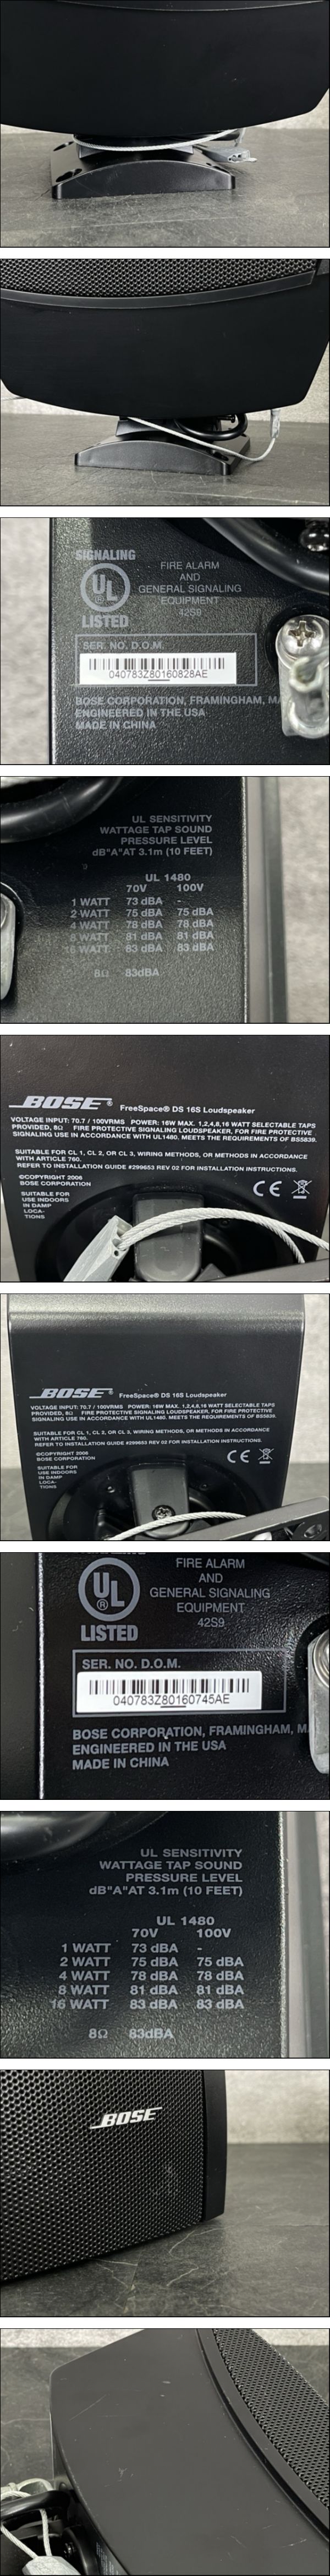 SIGNALING
UL
LISTED
FIRE ALARM
AND
GENERAL SIGNALING
EQUIPMENT
42S9
SER. NO. D.O.M.
040783Z80160828AE
BOSE CORPORATION, FRAMINGHAM, MA
ENGINEERED IN THE USA
MADE IN CHINA
UL SENSITIVITY
WATTAGE TAP SOUND
PRESSURE LEVEL
dB"A"AT 3.1m (10 FEET)
UL 1480
70V 100V
1 WATT 73 dBA -
2 WATT 75 dBA 75 dBA
4 WATT 78 dBA 78 dBA
8 WATT 81 dBA 81 dBA
16 WATT 83 dBA 83 dBA
8Ω 83dBA
BOSE® FreeSpace® DS 16S Loudspeaker
VOLTAGE INPUT: 70.7 / 100VRMS POWER: 16W MAX. 1,2,4,8,16 WATT SELECTABLE TAPS
PROVIDED, 8Ω FIRE PROTECTIVE SIGNALING LOUDSPEAKER, FOR FIRE PROTECTIVE
SIGNALING USE IN ACCORDANCE WITH UL1480. MEETS THE REQUIREMENTS OF BS5839.
SUITABLE FOR CL 1, CL 2, OR CL 3, WIRING METHODS, OR METHODS IN ACCORDANCE
WITH ARTICLE 760.
REFER TO INSTALLATION GUIDE #299653 REV 02 FOR INSTALLATION INSTRUCTIONS.
©COPYRIGHT 2006
BOSE CORPORATION
SUITABLE FOR
USE INDOORS
IN DAMP
LOCA-
TIONS
CE
BOSE® FreeSpace® DS 16S Loudspeaker
VOLTAGE INPUT: 70.7 / 100VRMS POWER: 16W MAX. 1,2,4,8,16 WATT SELECTABLE TAPS
PROVIDED, 8Ω FIRE PROTECTIVE SIGNALING LOUDSPEAKER, FOR FIRE PROTECTIVE
SIGNALING USE IN ACCORDANCE WITH UL1480. MEETS THE REQUIREMENTS OF BS5839.
SUITABLE FOR CL 1, CL 2, OR CL 3, WIRING METHODS, OR METHODS IN ACCORDANCE
WITH ARTICLE 760.
REFER TO INSTALLATION GUIDE #299653 REV 02 FOR INSTALLATION INSTRUCTIONS.
©COPYRIGHT 2006
BOSE CORPORATION
SUITABLE FOR
USE INDOORS
IN DAMP
LOCA-
TIONS
CE
UL
®
LISTED
FIRE ALARM
AND
GENERAL SIGNALING
EQUIPMENT
42S9
SER. NO. D.O.M.
040783Z80160745AE
BOSE CORPORATION, FRAMINGHAM, M
ENGINEERED IN THE USA
MADE IN CHINA
UL SENSITIVITY
WATTAGE TAP SOUND
PRESSURE LEVEL
dB"A"AT 3.1m (10 FEET)
UL 1480
70V 100V
1 WATT 73 dBA -
2 WATT 75 dBA 75 dBA
4 WATT 78 dBA 78 dBA
8 WATT 81 dBA 81 dBA
16 WATT 83 dBA 83 dBA
8Ω 83dBA
BOSE